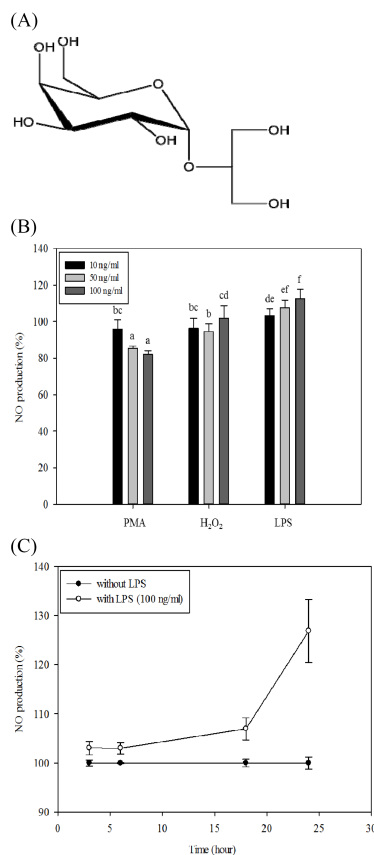 (A)
OH
OH
O
HO
OH
OH
O
OH
(B)
140
120
100
80
60
40
20
0
NO production (%)
10 ng/ml
50 ng/ml
100 ng/ml
bc
a
a
bc
b
cd
de
ef
f
PMA
H₂O₂
LPS
(C)
140
130
120
110
100
90
NO production (%)
without LPS
with LPS (100 ng/ml)
0
5
10
15
20
25
30
Time (hour)